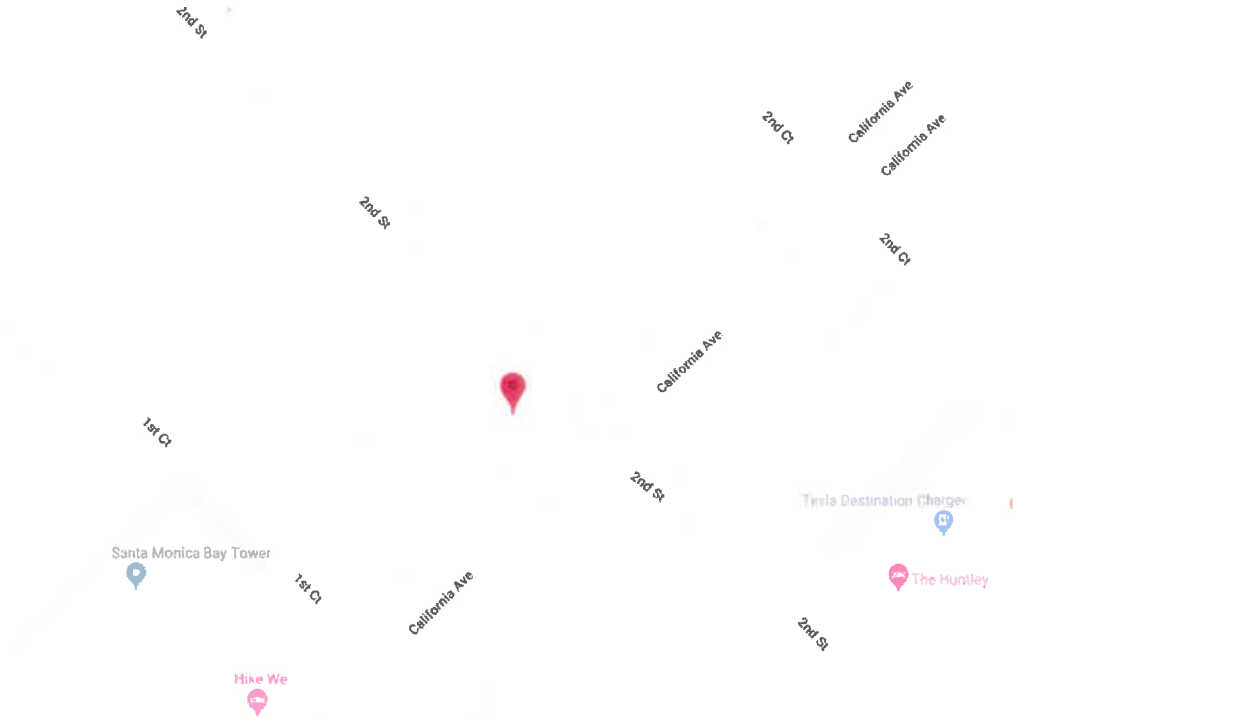 2nd St
California Ave
2nd Ct
California Ave
2nd St
2nd Ct
California Ave
1st Ct
2nd St
Tesla Destination Charger
Santa Monica Bay Tower
The Huntley
1st Ct
California Ave
2nd St
Hike We